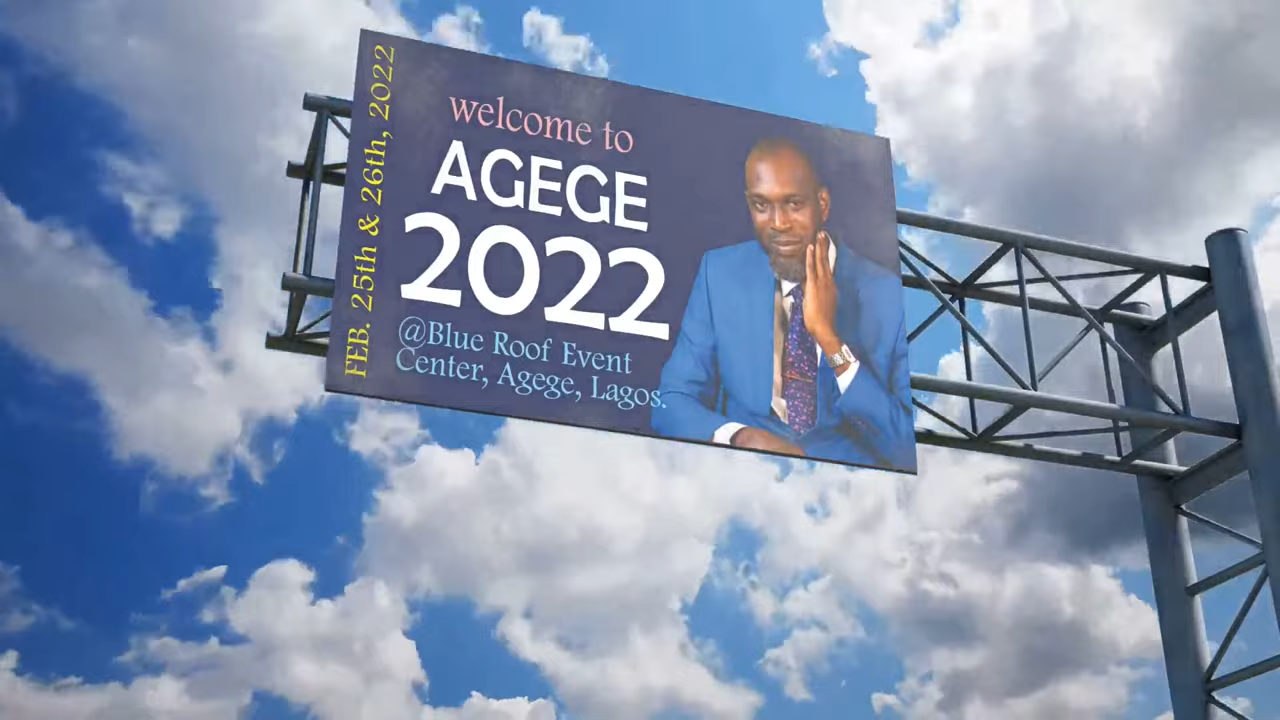 FEB. 25th & 26th, 2022
welcome to
AGEGE
2022
@Blue Roof Event
Center, Agege, Lagos.